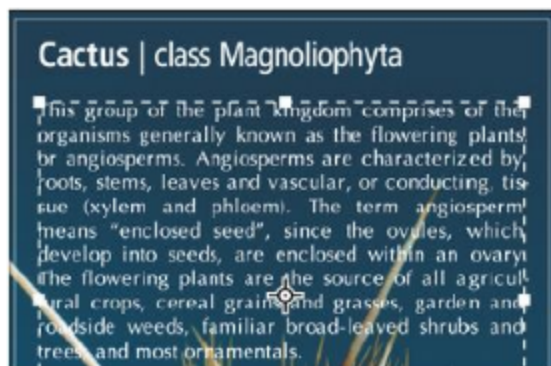 Cactus | class Magnoliophyta
This group of the plant kingdom comprises of the
organisms generally known as the flowering plants
or angiosperms. Angiosperms are characterized by
roots, stems, leaves and vascular, or conducting, tis
sue (xylem and phloem). The term angiosperm
means “enclosed seed”, since the ovules, which
develop into seeds, are enclosed within an ovary
The flowering plants are the source of all agricul
tural crops, cereal grains and grasses, garden and
roadside weeds, familiar broad-leaved shrubs and
trees, and most ornamentals.